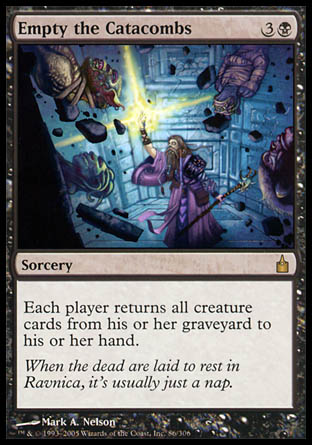 Empty the Catacombs 3
Sorcery
Each player returns all creature
cards from his or her graveyard to
his or her hand.
When the dead are laid to rest in
Ravnica, it's usually just a nap.
Mark A. Nelson
™ & © 1993–2005 Wizards of the Coast, Inc. 86/306